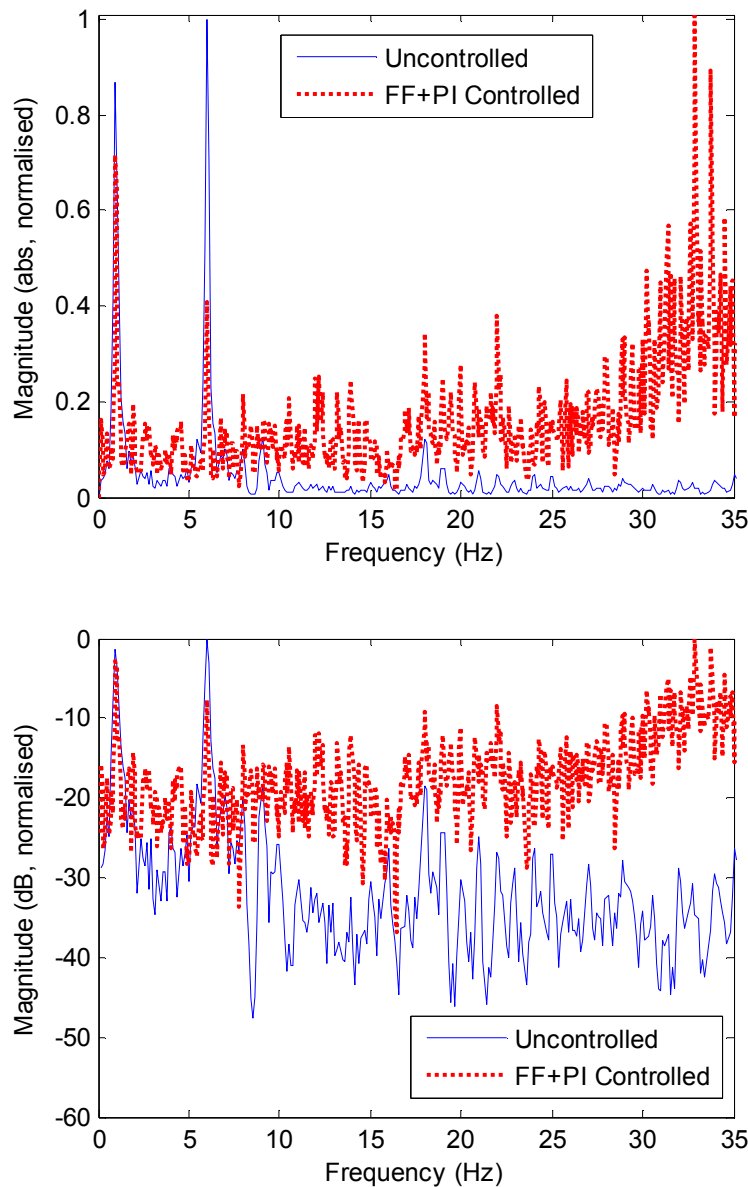 1
0.8
0.6
0.4
0.2
0
Magnitude (abs, normalised)
Uncontrolled
FF+PI Controlled
0 5 10 15 20 25 30 35
Frequency (Hz)
0
-10
-20
-30
-40
-50
-60
Magnitude (dB, normalised)
Uncontrolled
FF+PI Controlled
0 5 10 15 20 25 30 35
Frequency (Hz)